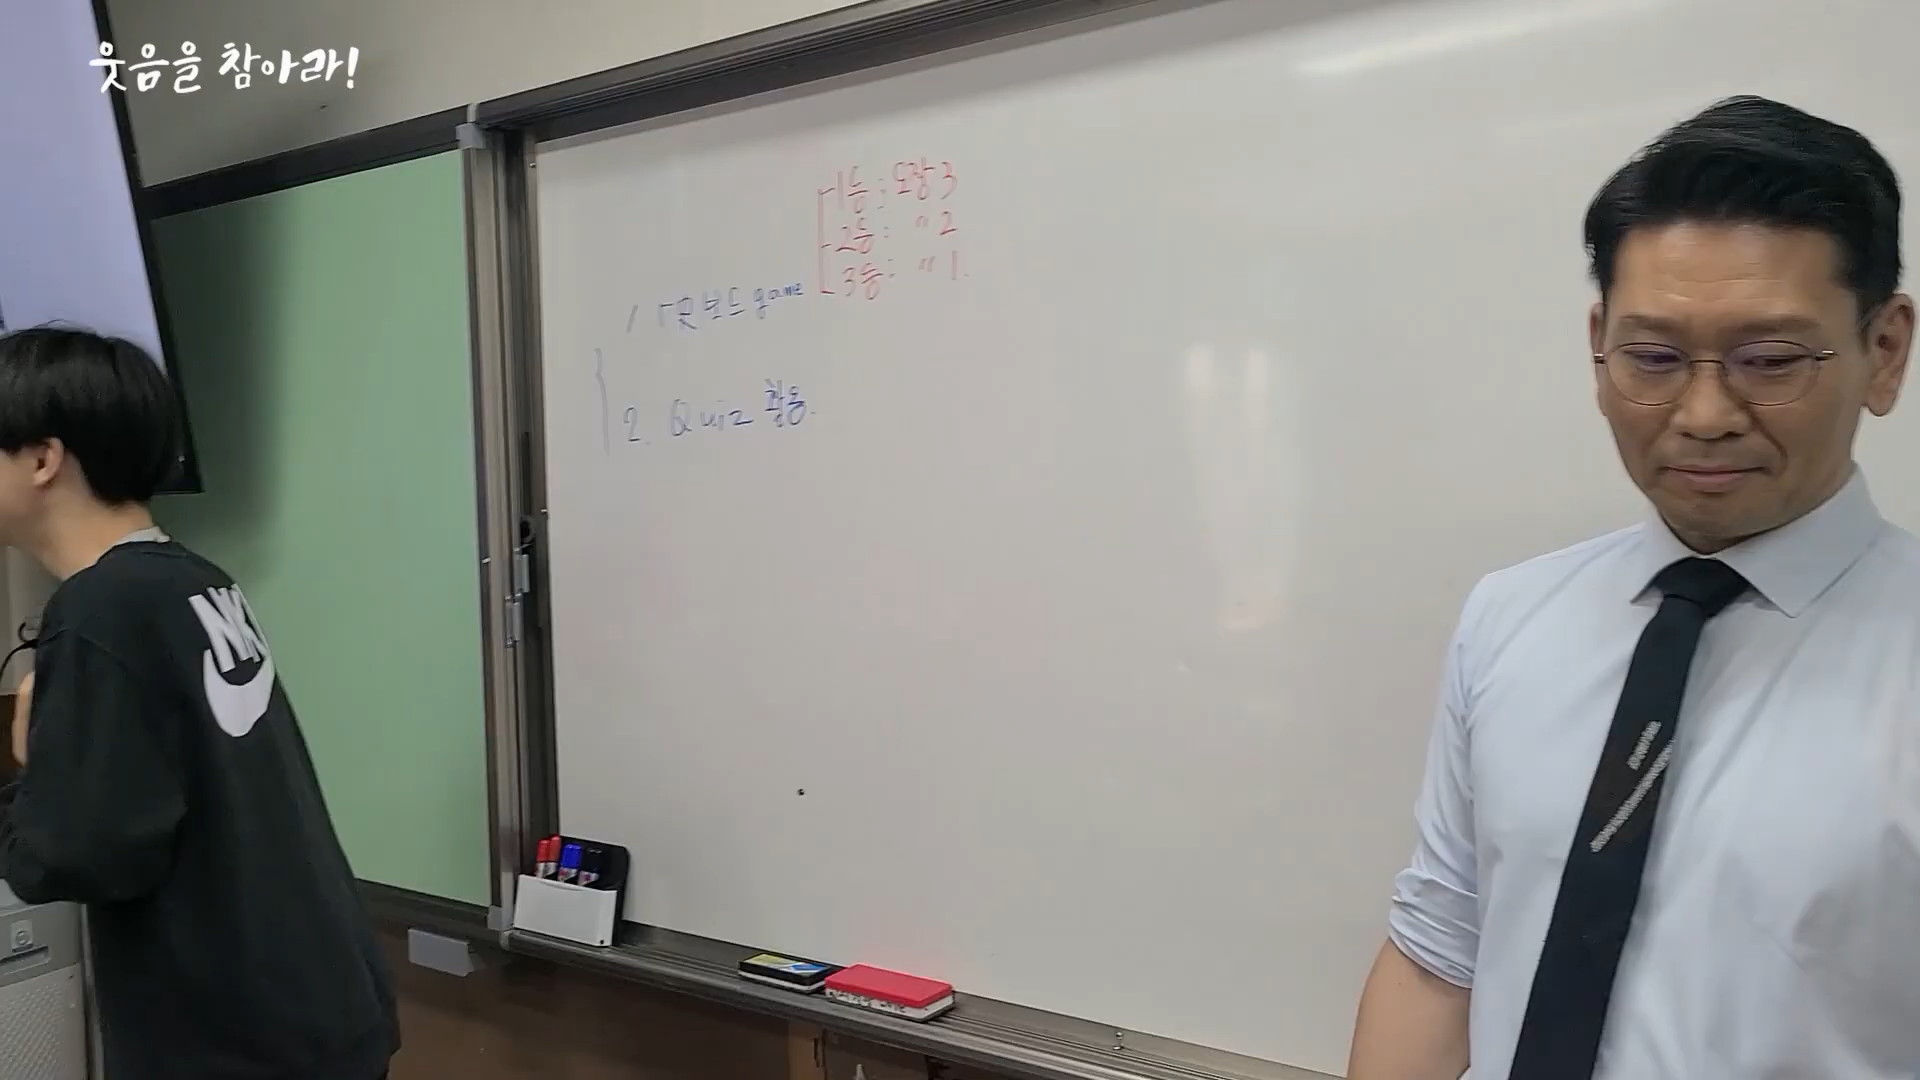 웃음을 참아라!
1등 : 도장 3
2등 : 〃 2
3등 : 〃 1.
보드 game
2. Quiz 활용.
NIK